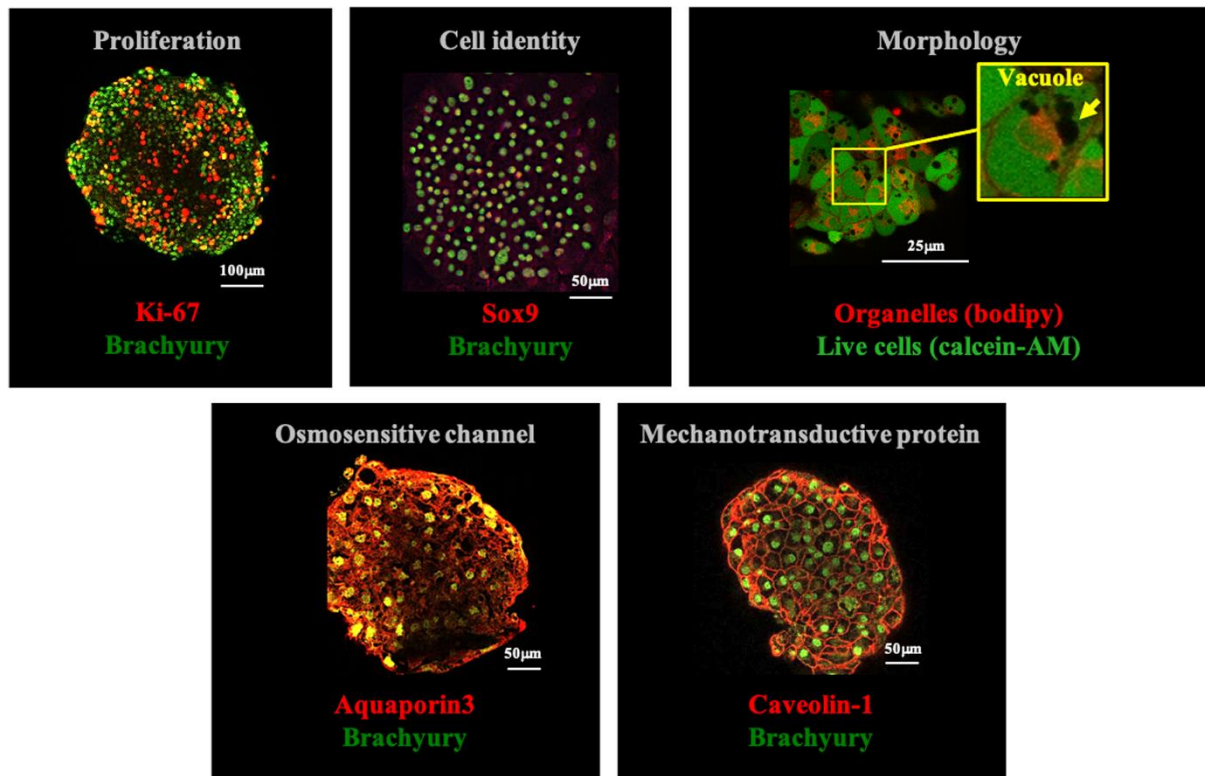 Proliferation
100µm
Ki-67
Brachyury
Cell identity
50µm
Sox9
Brachyury
Morphology
Vacuole
25µm
Organelles (bodipy)
Live cells (calcein-AM)
Osmosensitive channel
50µm
Aquaporin3
Brachyury
Mechanotransductive protein
50µm
Caveolin-1
Brachyury